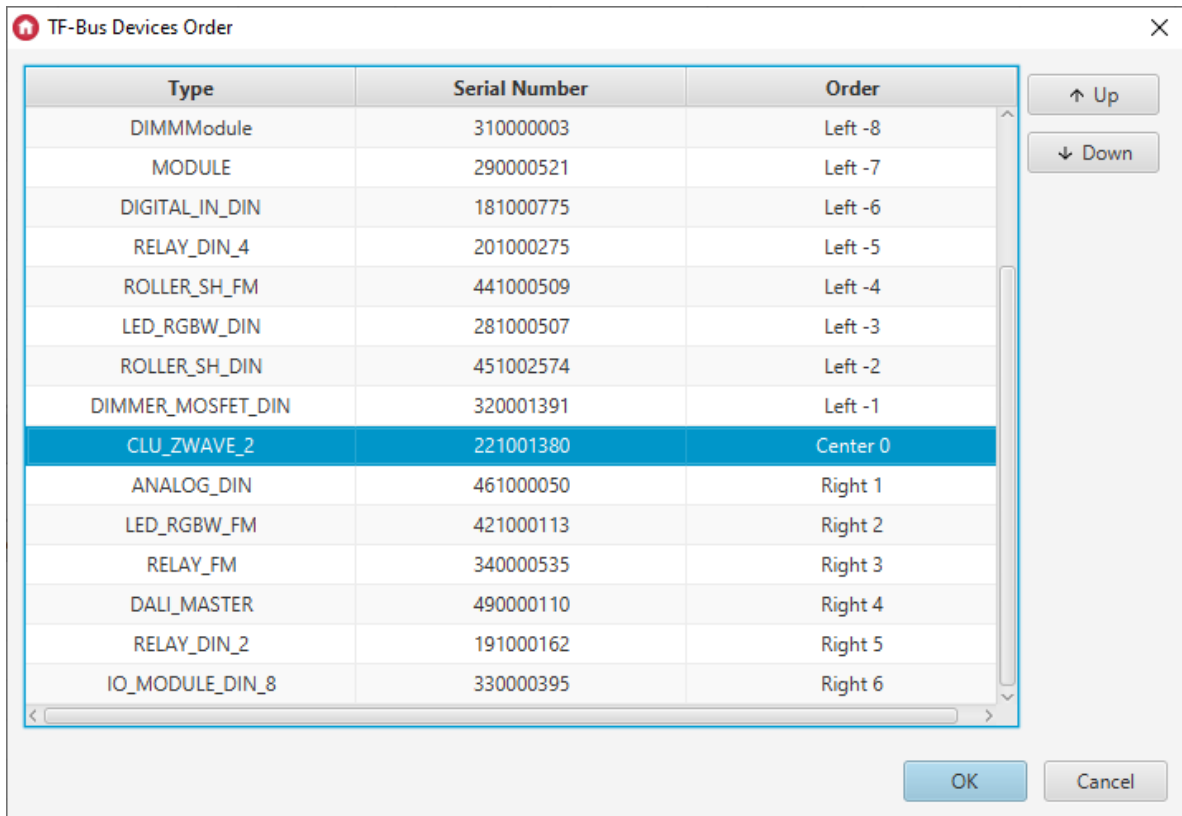 TF-Bus Devices Order
Type Serial Number Order
DIMMModule 310000003 Left -8
MODULE 290000521 Left -7
DIGITAL_IN_DIN 181000775 Left -6
RELAY_DIN_4 201000275 Left -5
ROLLER_SH_FM 441000509 Left -4
LED_RGBW_DIN 281000507 Left -3
ROLLER_SH_DIN 451002574 Left -2
DIMMER_MOSFET_DIN 320001391 Left -1
CLU_ZWAVE_2 221001380 Center 0
ANALOG_DIN 461000050 Right 1
LED_RGBW_FM 421000113 Right 2
RELAY_FM 340000535 Right 3
DALI_MASTER 490000110 Right 4
RELAY_DIN_2 191000162 Right 5
IO_MODULE_DIN_8 330000395 Right 6
Up
Down
OK Cancel